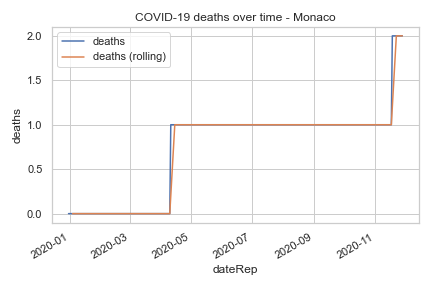 COVID-19 deaths over time - Monaco
deaths
deaths (rolling)
deaths
2.0
1.5
1.0
0.5
0.0
2020-01
2020-03
2020-05
2020-07
2020-09
2020-11
dateRep